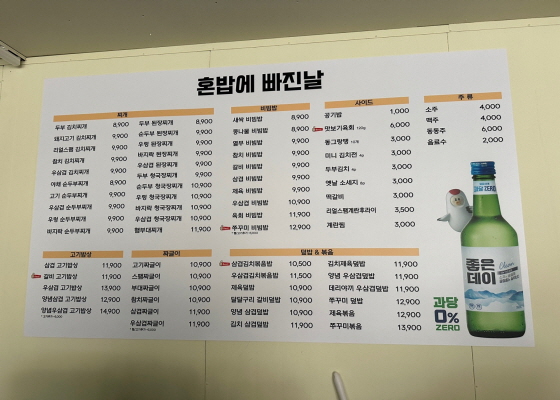 혼밥에 빠진날
찌개
두부 김치찌개 8,900
돼지고기 김치찌개 9,900
리얼스팸 김치찌개 9,900
참치 김치찌개 9,900
우삼겹 김치찌개 9,900
야채 순두부찌개 8,900
고기 순두부찌개 9,900
우삼겹 순두부찌개 9,900
우렁 순두부찌개 9,900
바지락 순두부찌개 9,900
두부 된장찌개 8,900
순두부 된장찌개 9,900
우렁 된장찌개 9,900
바지락 된장찌개 9,900
우삼겹 된장찌개 9,900
두부 청국장찌개 9,900
순두부 청국장찌개 10,900
우렁 청국장찌개 10,900
바지락 청국장찌개 10,900
우삼겹 청국장찌개 10,900
햄부대찌개 11,900
비빔밥
새싹 비빔밥 8,900
콩나물 비빔밥 8,900
열무 비빔밥 9,900
참치 비빔밥 9,900
갈비 비빔밥 9,900
삼겹 비빔밥 9,900
제육 비빔밥 9,900
우삼겹 비빔밥 9,900
육회 비빔밥 11,900
쭈꾸미 비빔밥 12,900
사이드
공기밥 1,000
맛보기육회 6,000
동그랑땡 3,000
미니 김치전 3,000
두부김치 3,000
옛날 소세지 3,000
떡갈비 3,000
리얼스팸계란후라이 3,500
계란찜 3,000
주류
소주 4,000
맥주 4,000
동동주 6,000
음료수 2,000
고기밥상
삼겹 고기밥상 11,900
갈비 고기밥상 11,900
우삼겹 고기밥상 13,900
양념삼겹 고기밥상 12,900
양념우삼겹 고기밥상 14,900
짜글이
고기짜글이 10,900
스팸짜글이 10,900
부대짜글이 10,900
참치짜글이 10,900
삼겹짜글이 11,900
우삼겹짜글이 11,900
덮밥 & 볶음
삼겹김치볶음밥 10,500
우삼겹김치볶음밥 11,500
제육덮밥 10,900
달달구리 갈비덮밥 10,900
양념 삼겹덮밥 10,900
김치 삼겹덮밥 11,900
김치제육덮밥 11,900
양념 우삼겹덮밥 11,900
데리야끼 우삼겹덮밥 11,900
쭈꾸미 덮밥 12,900
제육볶음 12,900
쭈꾸미볶음 13,900
좋은
데이
과당
0%
ZERO